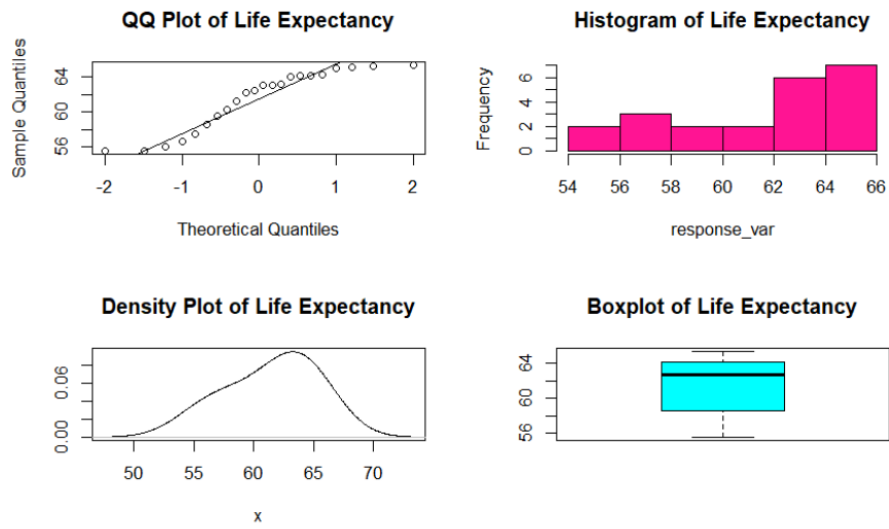 QQ Plot of Life Expectancy
Sample Quantiles
64
60
56
-2 -1 0 1 2
Theoretical Quantiles
Histogram of Life Expectancy
Frequency
6
4
2
0
54 56 58 60 62 64 66
response_var
Density Plot of Life Expectancy
0.06
0.00
50 55 60 65 70
x
Boxplot of Life Expectancy
64
60
56